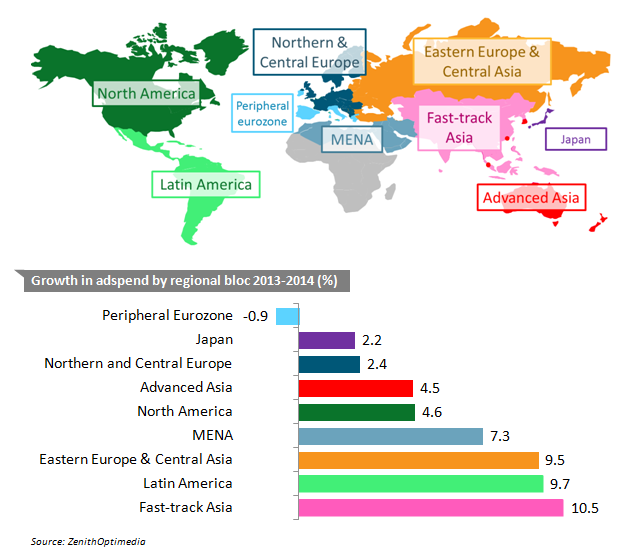 Northern &
Central Europe
Eastern Europe &
Central Asia
North America
Peripheral
eurozone
MENA
Fast-track
Asia
Japan
Latin America
Advanced Asia
Growth in adspend by regional bloc 2013-2014 (%)
Peripheral Eurozone -0.9
Japan 2.2
Northern and Central Europe 2.4
Advanced Asia 4.5
North America 4.6
MENA 7.3
Eastern Europe & Central Asia 9.5
Latin America 9.7
Fast-track Asia 10.5
Source: ZenithOptimedia